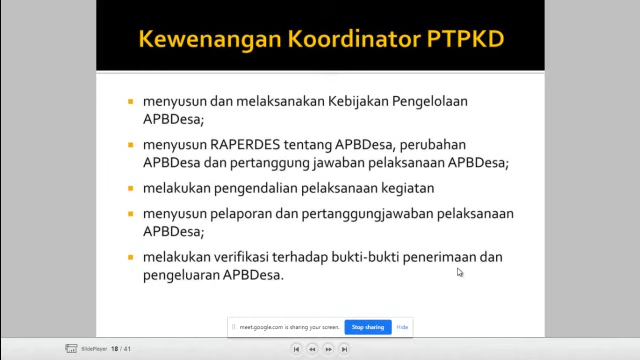 Kewenangan Koordinator PTPKD
menyusun dan melaksanakan Kebijakan Pengelolaan
APBDesa;
menyusun RAPERDES tentang APBDesa, perubahan
APBDesa dan pertanggung jawaban pelaksanaan APBDesa;
melakukan pengendalian pelaksanaan kegiatan
menyusun pelaporan dan pertanggungjawaban pelaksanaan
APBDesa;
melakukan verifikasi terhadap bukti-bukti penerimaan dan
pengeluaran APBDesa.
meet.google.com is sharing your screen. Stop sharing Hide
SlidePlayer 18 / 41